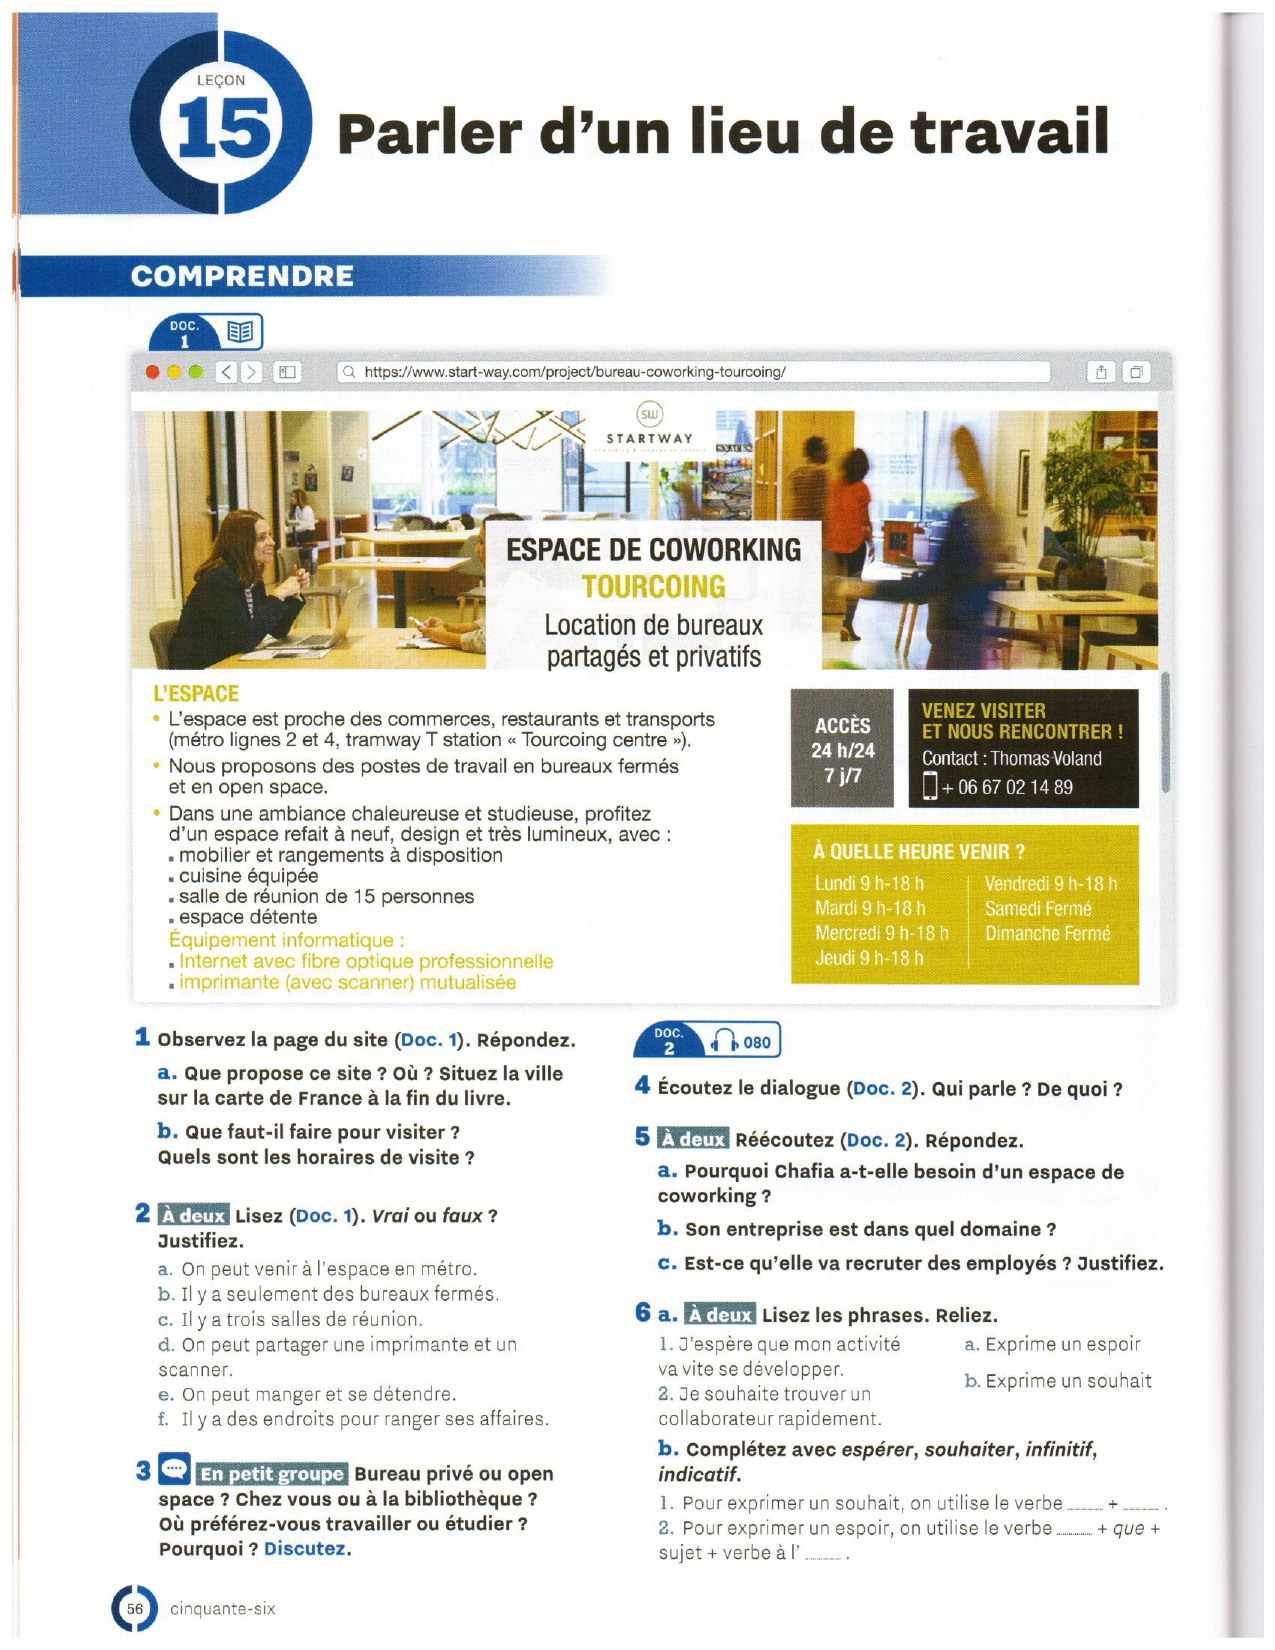 LEÇON
15
Parler d'un lieu de travail
COMPRENDRE
DOC.
1
https://www.start-way.com/project/bureau-coworking-tourcoing/
SW
STARTWAY
SNACKS
ESPACE DE COWORKING
TOURCOING
Location de bureaux
partagés et privatifs
L'ESPACE
• L'espace est proche des commerces, restaurants et transports
(métro lignes 2 et 4, tramway T station « Tourcoing centre »).
• Nous proposons des postes de travail en bureaux fermés
et en open space.
• Dans une ambiance chaleureuse et studieuse, profitez
d'un espace refait à neuf, design et très lumineux, avec :
▪ mobilier et rangements à disposition
▪ cuisine équipée
▪ salle de réunion de 15 personnes
▪ espace détente
Équipement informatique :
▪ Internet avec fibre optique professionnelle
▪ imprimante (avec scanner) mutualisée
ACCÈS
24 h/24
7 j/7
VENEZ VISITER
ET NOUS RENCONTRER !
Contact : Thomas Voland
+ 06 67 02 14 89
À QUELLE HEURE VENIR ?
Lundi 9 h-18 h
Mardi 9 h-18 h
Mercredi 9 h-18 h
Jeudi 9 h-18 h
Vendredi 9 h-18 h
Samedi Fermé
Dimanche Fermé
1 Observez la page du site (Doc. 1). Répondez.
a. Que propose ce site ? Où ? Situez la ville
sur la carte de France à la fin du livre.
b. Que faut-il faire pour visiter ?
Quels sont les horaires de visite ?
2 À deux Lisez (Doc. 1). Vrai ou faux ?
Justifiez.
a. On peut venir à l'espace en métro.
b. Il y a seulement des bureaux fermés.
c. Il y a trois salles de réunion.
d. On peut partager une imprimante et un
scanner.
e. On peut manger et se détendre.
f. Il y a des endroits pour ranger ses affaires.
3 En petit groupe Bureau privé ou open
space ? Chez vous ou à la bibliothèque ?
Où préférez-vous travailler ou étudier ?
Pourquoi ? Discutez.
DOC.
2
080
4 Écoutez le dialogue (Doc. 2). Qui parle ? De quoi ?
5 À deux Réécoutez (Doc. 2). Répondez.
a. Pourquoi Chafia a-t-elle besoin d'un espace de
coworking ?
b. Son entreprise est dans quel domaine ?
c. Est-ce qu'elle va recruter des employés ? Justifiez.
6 a. À deux Lisez les phrases. Reliez.
1. J'espère que mon activité
va vite se développer.
2. Je souhaite trouver un
collaborateur rapidement.
a. Exprime un espoir
b. Exprime un souhait
b. Complétez avec espérer, souhaiter, infinitif,
indicatif.
1. Pour exprimer un souhait, on utilise le verbe ........ + ........ .
2. Pour exprimer un espoir, on utilise le verbe ........ + que +
sujet + verbe à l' ........ .
56 cinquante-six